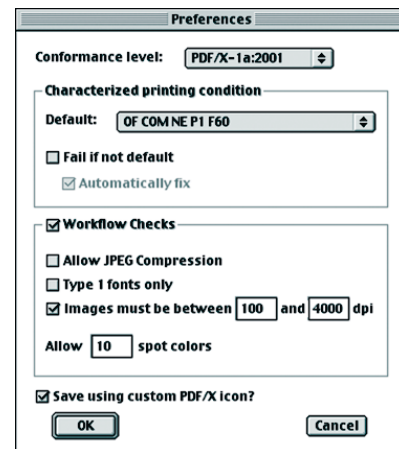 Preferences
Conformance level: PDF/X-1a:2001
Characterized printing condition
Default: OF COM NE P1 F60
Fail if not default
Automatically fix
Workflow Checks
Allow JPEG Compression
Type 1 fonts only
Images must be between 100 and 4000 dpi
Allow 10 spot colors
Save using custom PDF/X icon?
OK Cancel